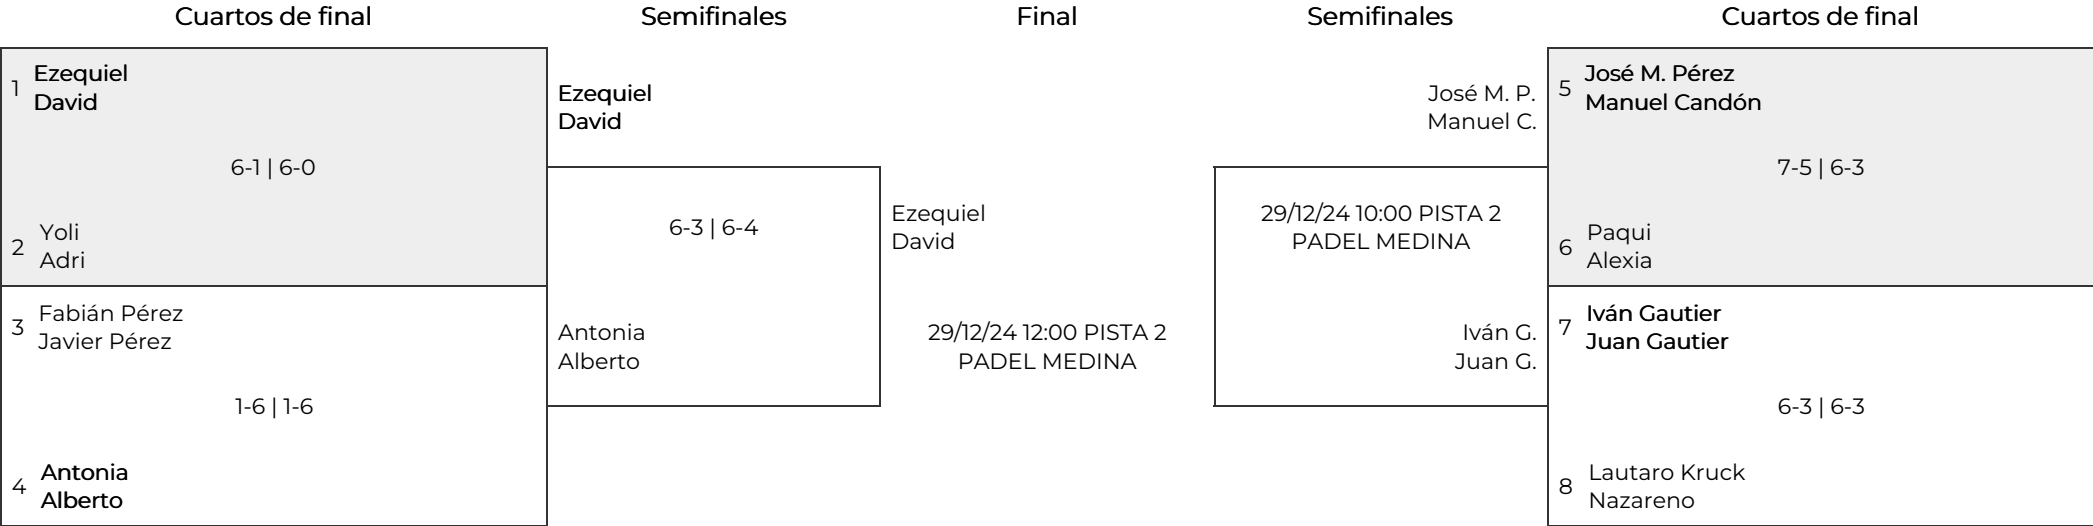 Cuartos de final
Semifinales
Final
Semifinales
Cuartos de final
1
Ezequiel
David
6-1 | 6-0
2
Yoli
Adri
3
Fabián Pérez
Javier Pérez
1-6 | 1-6
4
Antonia
Alberto
Ezequiel
David
6-3 | 6-4
Antonia
Alberto
Ezequiel
David
29/12/24 12:00 PISTA 2
PADEL MEDINA
José M. P.
Manuel C.
29/12/24 10:00 PISTA 2
PADEL MEDINA
Iván G.
Juan G.
5
José M. Pérez
Manuel Candón
7-5 | 6-3
6
Paqui
Alexia
7
Iván Gautier
Juan Gautier
6-3 | 6-3
8
Lautaro Kruck
Nazareno